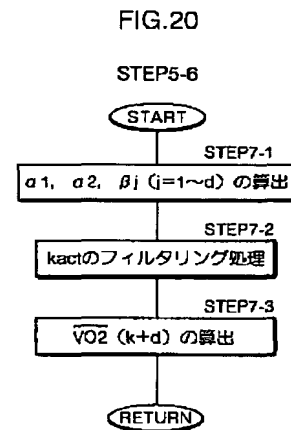 FIG.20
STEP5-6
START
STEP7-1
α1, α2, βj (j=1~d) の算出
STEP7-2
kactのフィルタリング処理
STEP7-3
V̅O̅2̅ (k+d) の算出
RETURN